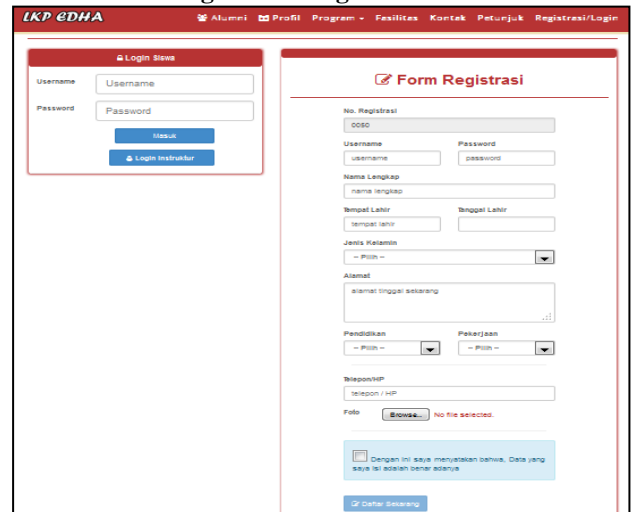 LKP EDHA
Alumni Profil Program Fasilitas Kontak Petunjuk Registrasi/Login
Login Siswa
Username
Username
Password
Password
Masuk
Login Instruktur
Form Registrasi
No. Registrasi
0080
Username Password
username password
Nama Lengkap
nama lengkap
Tempat Lahir Tanggal Lahir
tempat lahir
Jenis Kelamin
-- Pilih --
Alamat
alamat tinggal sekarang
Pendidikan Pekerjaan
-- Pilih -- -- Pilih --
Telepon/HP
telepon / HP
Foto Browse... No file selected.
Dengan ini saya menyatakan bahwa, Data yang
saya isi adalah benar adanya
Daftar Sekarang